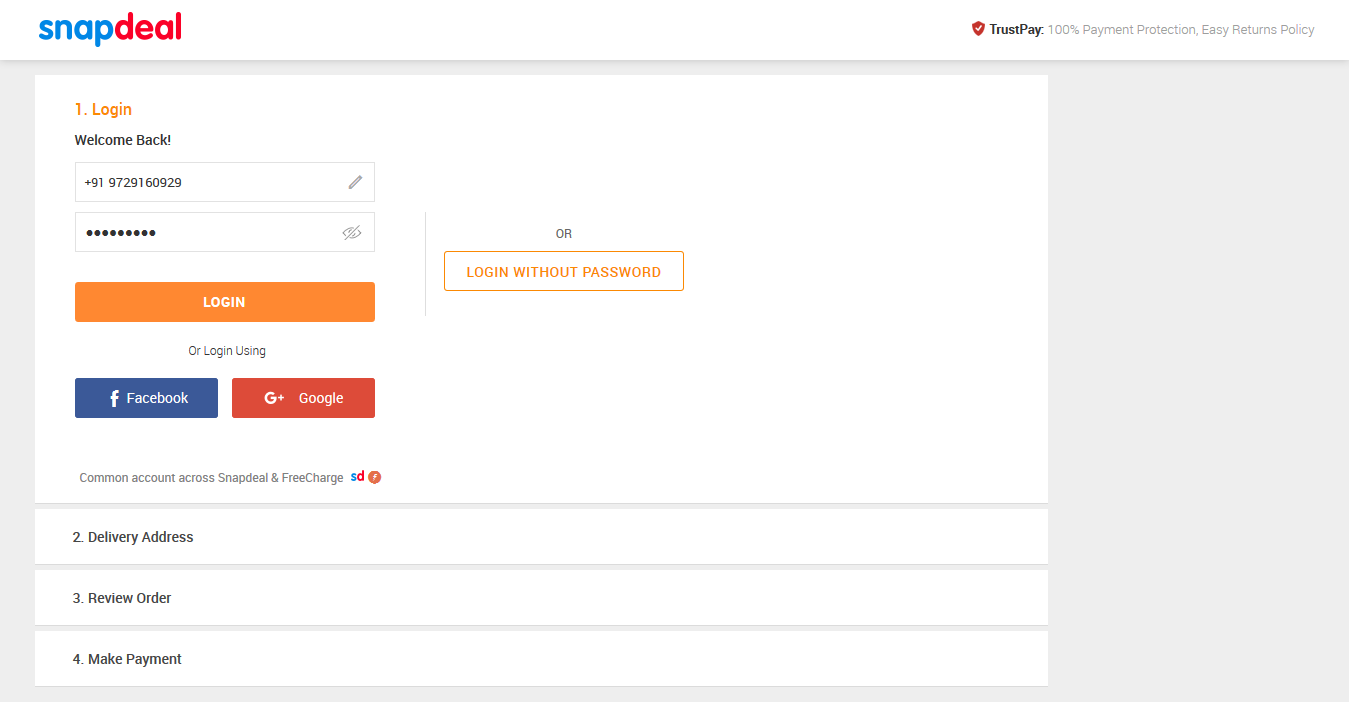 snapdeal
TrustPay: 100% Payment Protection, Easy Returns Policy
1. Login
Welcome Back!
+91 9729160929
•••••••••
LOGIN
OR
LOGIN WITHOUT PASSWORD
Or Login Using
f Facebook
G+ Google
Common account across Snapdeal & FreeCharge sd
2. Delivery Address
3. Review Order
4. Make Payment